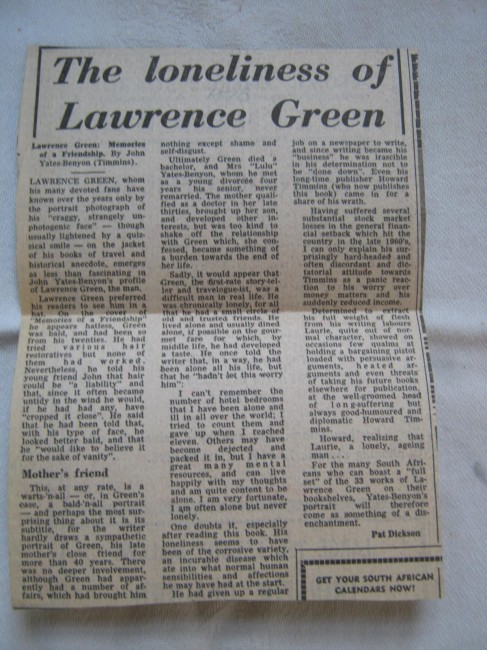 The loneliness of
Lawrence Green
Lawrence Green: Memories
of a Friendship. By John
Yates-Benyon (Timmins).
LAWRENCE GREEN, whom
his many devoted fans have
known over the years only by
the portrait photograph of
his "craggy, strangely un-
photogenic face" — though
usually lightened by a quiz-
zical smile — on the jacket
of his books of travel and
historical anecdote, emerges
as less than fascinating in
John Yates-Benyon's profile
of Lawrence Green, the man.
Lawrence Green preferred
his readers to see him in a
hat. On the cover of
"Memories of a Friendship"
he appears hatless, Green
was bald, and had been so
from his twenties. He had
tried various hair
restoratives but none of
them had worked.
Nevertheless, he told his
young friend John that hair
could be "a liability" and
that, since it often became
untidy in the wind he would,
if he had had any, have
"cropped it close". He said
that he had been told that,
with his type of face, he
looked better bald, and that
he "would like to believe it
for the sake of vanity".
Mother's friend
This, at any rate, is a
warts'n-all — or, in Green's
case, a bald'n-all portrait
— and perhaps the most sur-
prising thing about it is its
subtitle, for the writer
hardly draws a sympathetic
portrait of Green, his late
mother's close friend for
more than 40 years. There
was no deeper involvement,
although Green had appar-
ently had a number of af-
fairs, which had brought him
nothing except shame and
self-disgust.
Ultimately Green died a
bachelor, and Mrs "Lulu"
Yates-Benyon, whom he met
as a young divorcee four
years his senior, never
remarried. The mother quali-
fied as a doctor in her late
thirties, brought up her son,
and developed other in-
terests, but was too kind to
shake off the relationship
with Green which, she con-
fessed, became something of
a burden towards the end of
her life.
Sadly, it would appear that
Green, the first-rate story-tel-
ler and travelogue-ist, was a
difficult man in real life. He
was chronically lonely, for all
that he had a small circle of
old and trusted friends. He
lived alone and usually dined
alone, if possible on the gour-
met fare for which, by
middle life, he had developed
a taste. He once told the
writer that, in a way, he had
been alone all his life, but
that he "hadn't let this worry
him":
I can't remember the
number of hotel bedrooms
that I have been alone and
ill in all over the world; I
tried to count them and
gave up when I reached
eleven. Others may have
become dejected and
packed it in, but I have a
great many mental
resources, and can live
happily with my thoughts
and am quite content to be
alone. I am very fortunate,
I am often alone but never
lonely.
One doubts it, especially
after reading this book. His
loneliness seems to have
been of the corrosive variety,
an incurable disease which
ate into what normal human
sensibilities and affections
he may have had at the start.
He had given up a regular
job on a newspaper to write,
and since writing became his
"business" he was irascible
in his determination not to
be "done down". Even his
long-time publisher Howard
Timmins (who now publishes
this book) came in for a
share of his wrath.
Having suffered several
substantial stock market
losses in the general finan-
cial setback which hit the
country in the late 1960's,
I can only explain his sur-
prisingly hard-headed and
often discordant and dic-
tatorial attitude towards
Timmins as a panic reac-
tion to his worry over
money matters and his
suddenly reduced income.
Determined to extract
his full weight of flesh
from his writing labours
Laurie, quite out of nor-
mal character, showed on
occasions few qualms at
holding a bargaining pistol
loaded with persuasive ar-
guments, heated ar-
guments and even threats
of taking his future books
elsewhere for publication,
at the well-groomed head
of long-suffering but
always good-humoured and
diplomatic Howard Tim-
mins.
Howard, realizing that
Laurie, a lonely, ageing
man . . .
For the many South Afri-
cans who can boast a "full
set" of the 33 works of La-
wrence Green on their
bookshelves, Yates-Benyon's
portrait will therefore
come as something of a dis-
enchantment.
Pat Dickson
GET YOUR SOUTH AFRICAN
CALENDARS NOW!